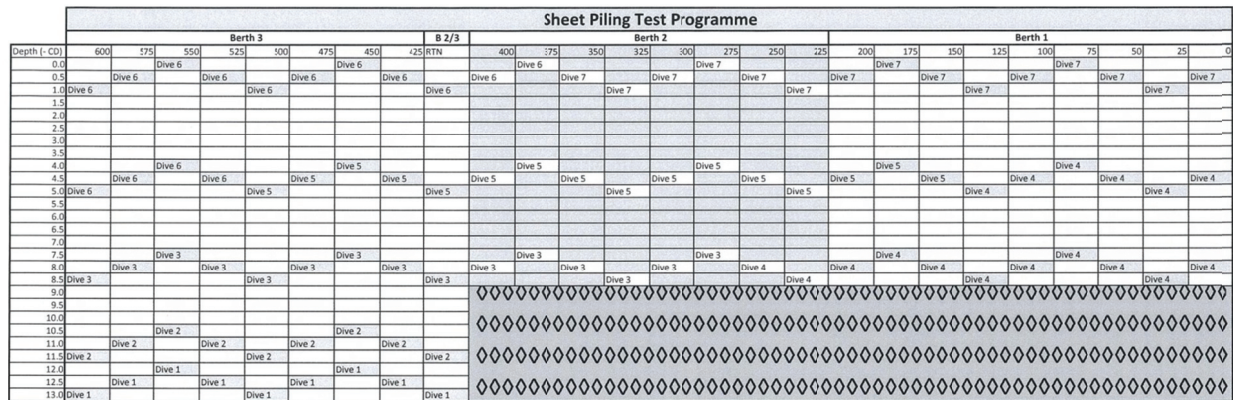 Sheet Piling Test Programme
Berth 3 B 2/3 Berth 2 Berth 1
Depth (- CD) 600 575 550 525 500 475 450 425 RTN 400 375 350 325 300 275 250 225 200 175 150 125 100 75 50 25 0
0.0 Dive 6 Dive 6 Dive 6 Dive 7 Dive 7 Dive 7
0.5 Dive 6 Dive 6 Dive 6 Dive 6 Dive 6 Dive 7 Dive 7 Dive 7 Dive 7 Dive 7 Dive 7 Dive 7 Dive 7
1.0 Dive 6 Dive 6 Dive 6 Dive 7 Dive 7 Dive 7 Dive 7
1.5
2.0
2.5
3.0
3.5
4.0 Dive 6 Dive 5 Dive 5 Dive 5 Dive 5 Dive 4
4.5 Dive 6 Dive 6 Dive 5 Dive 5 Dive 5 Dive 5 Dive 5 Dive 5 Dive 5 Dive 5 Dive 4 Dive 4 Dive 4
5.0 Dive 6 Dive 5 Dive 5 Dive 5 Dive 5 Dive 4 Dive 4
5.5
6.0
6.5
7.0
7.5 Dive 3 Dive 3 Dive 3 Dive 3 Dive 4 Dive 4
8.0 Dive 3 Dive 3 Dive 3 Dive 3 Dive 3 Dive 3 Dive 3 Dive 4 Dive 4 Dive 4 Dive 4 Dive 4 Dive 4
8.5 Dive 3 Dive 3 Dive 3 Dive 3 Dive 4 Dive 4 Dive 4
9.0
9.5
10.0
10.5 Dive 2 Dive 2
11.0 Dive 2 Dive 2 Dive 2 Dive 2
11.5 Dive 2 Dive 2 Dive 2
12.0 Dive 1 Dive 1
12.5 Dive 1 Dive 1 Dive 1 Dive 1
13.0 Dive 1 Dive 1 Dive 1